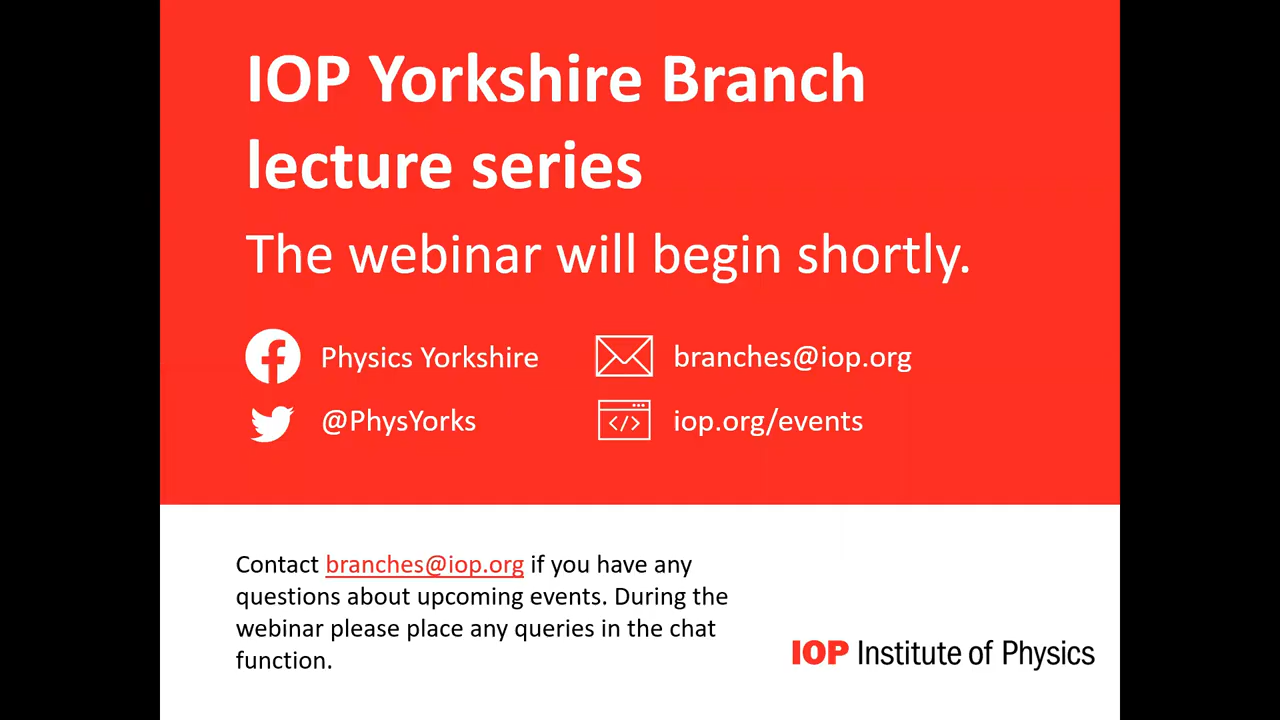 IOP Yorkshire Branch
lecture series
The webinar will begin shortly.
Physics Yorkshire
branches@iop.org
@PhysYorks
iop.org/events
Contact branches@iop.org if you have any
questions about upcoming events. During the
webinar please place any queries in the chat
function.
IOP Institute of Physics